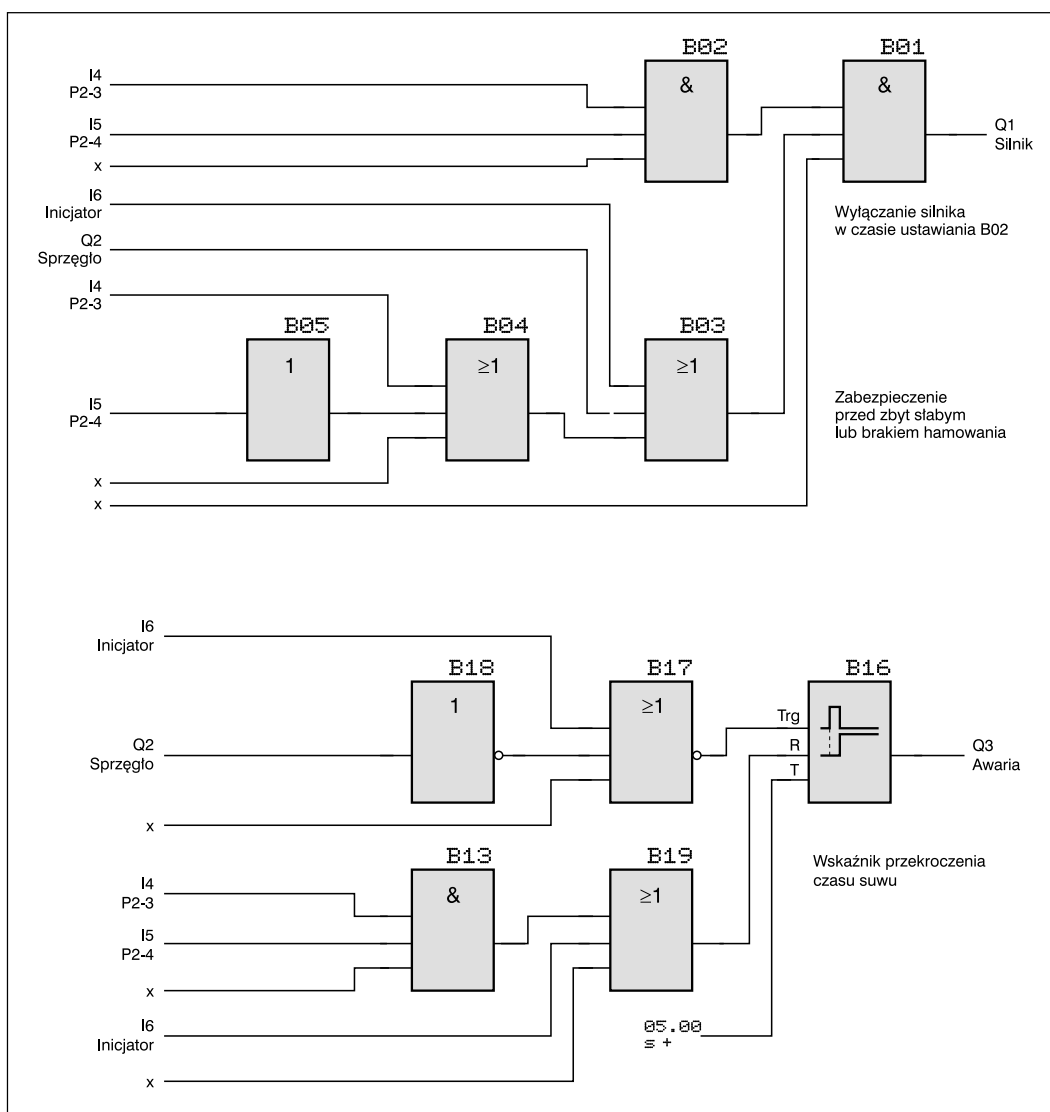 B02
B01
I4
P2-3
&
&
I5
P2-4
Q1
Silnik
x
I6
Inicjator
Wyłączanie silnika
w czasie ustawiania B02
Q2
Sprzęgło
I4
P2-3
B05
B04
B03
1
≥1
≥1
I5
P2-4
Zabezpieczenie
przed zbyt słabym
lub brakiem hamowania
x
x
I6
Inicjator
B18
B17
B16
1
≥1
Trg
Q2
Sprzęgło
R
T
Q3
Awaria
x
B13
B19
Wskaźnik przekroczenia
czasu suwu
I4
P2-3
&
≥1
I5
P2-4
x
I6
Inicjator
05.00
s +
x